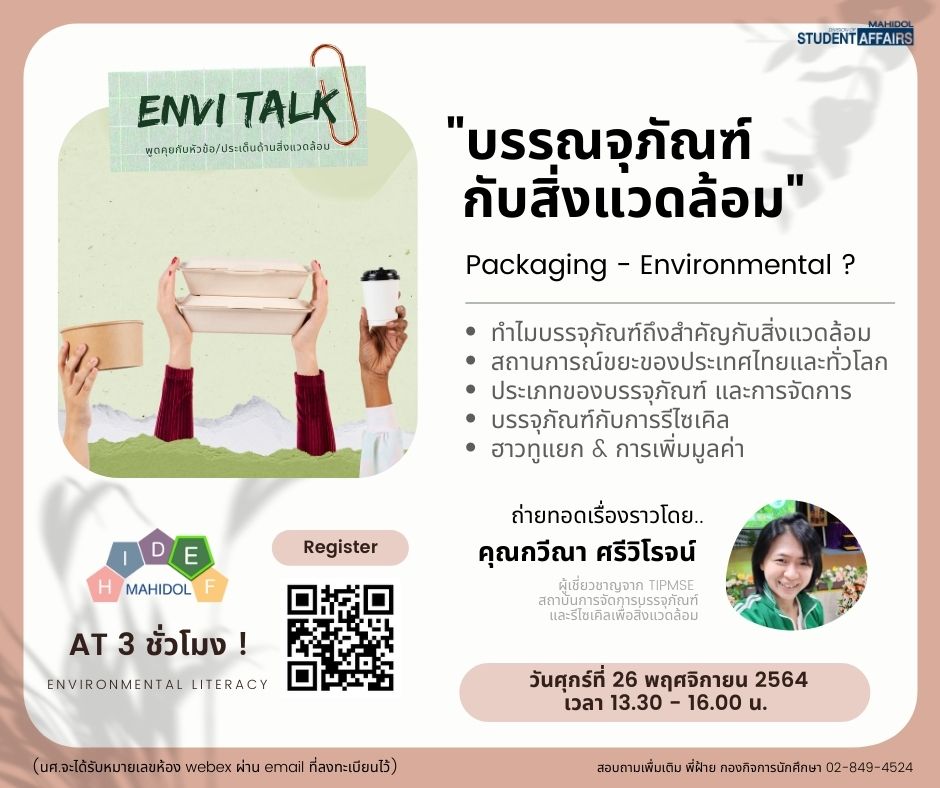 MAHIDOL
DIVISION OF
STUDENT AFFAIRS
ENVI TALK
พูดคุยกับหัวข้อ/ประเด็นด้านสิ่งแวดล้อม
"บรรณจุภัณฑ์
กับสิ่งแวดล้อม"
Packaging - Environmental ?
• ทำไมบรรจุภัณฑ์ถึงสำคัญกับสิ่งแวดล้อม
• สถานการณ์ขยะของประเทศไทยและทั่วโลก
• ประเภทของบรรจุภัณฑ์ และการจัดการ
• บรรจุภัณฑ์กับการรีไซเคิล
• ฮาวทูแยก & การเพิ่มมูลค่า
ถ่ายทอดเรื่องราวโดย..
คุณกวีณา ศรีวิโรจน์
ผู้เชี่ยวชาญจาก TIPMSE
สถาบันการจัดการบรรจุภัณฑ์
และรีไซเคิลเพื่อสิ่งแวดล้อม
H I D E F
MAHIDOL
Register
AT 3 ชั่วโมง !
ENVIRONMENTAL LITERACY
วันศุกร์ที่ 26 พฤศจิกายน 2564
เวลา 13.30 - 16.00 น.
(นศ.จะได้รับหมายเลขห้อง webex ผ่าน email ที่ลงทะเบียนไว้)
สอบถามเพิ่มเติม พี่ฝ้าย กองกิจการนักศึกษา 02-849-4524